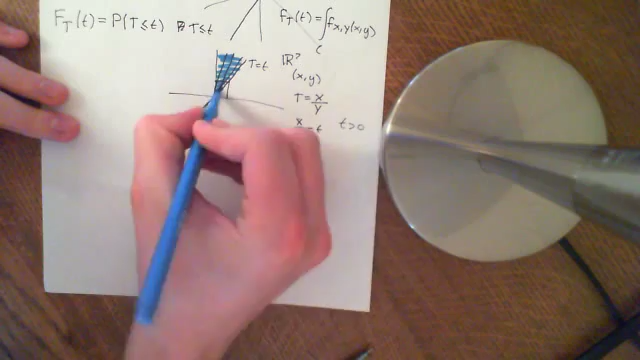 F_T(t) = P(T≤t) T≤t f_T(t) = ∫ f_{X,Y}(x,y)
C
T=t ℝ²
(x,y)
T = X/Y
t>0